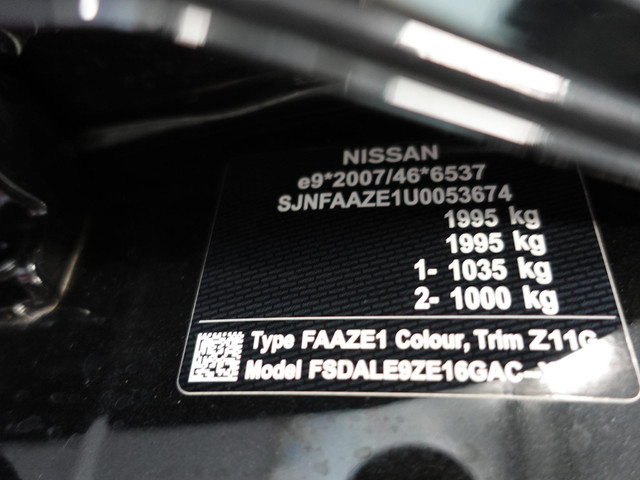 NISSAN
e9*2007/46*6537
SJNFAAZE1U0053674
1995 kg
1995 kg
1- 1035 kg
2- 1000 kg
Type FAAZE1 Colour, Trim Z11G
Model FSDALE9ZE16GAC-